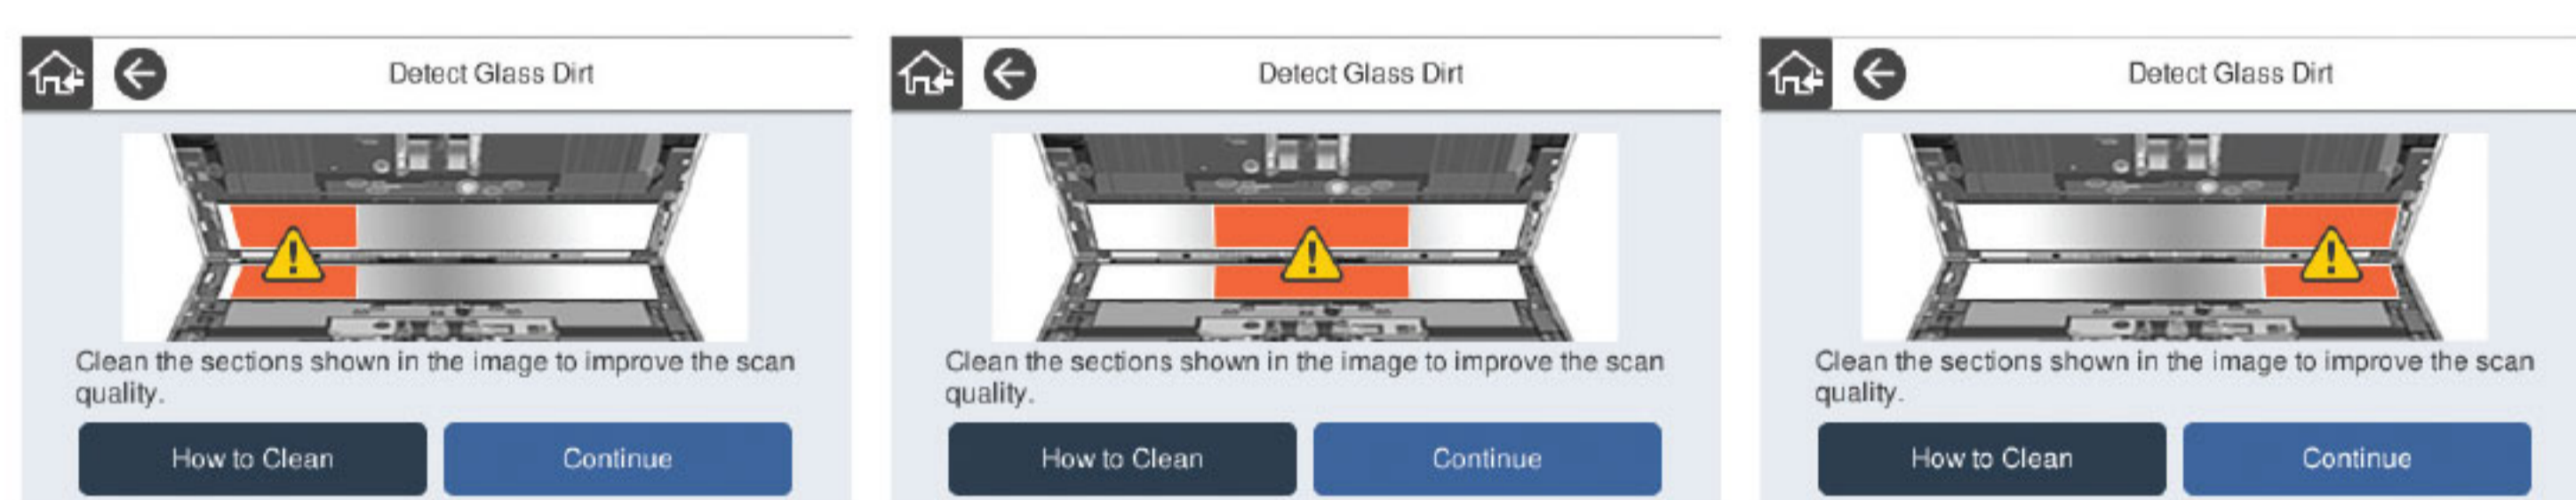 Detect Glass Dirt
Clean the sections shown in the image to improve the scan
quality.
How to Clean
Continue
Detect Glass Dirt
Clean the sections shown in the image to improve the scan
quality.
How to Clean
Continue
Detect Glass Dirt
Clean the sections shown in the image to improve the scan
quality.
How to Clean
Continue